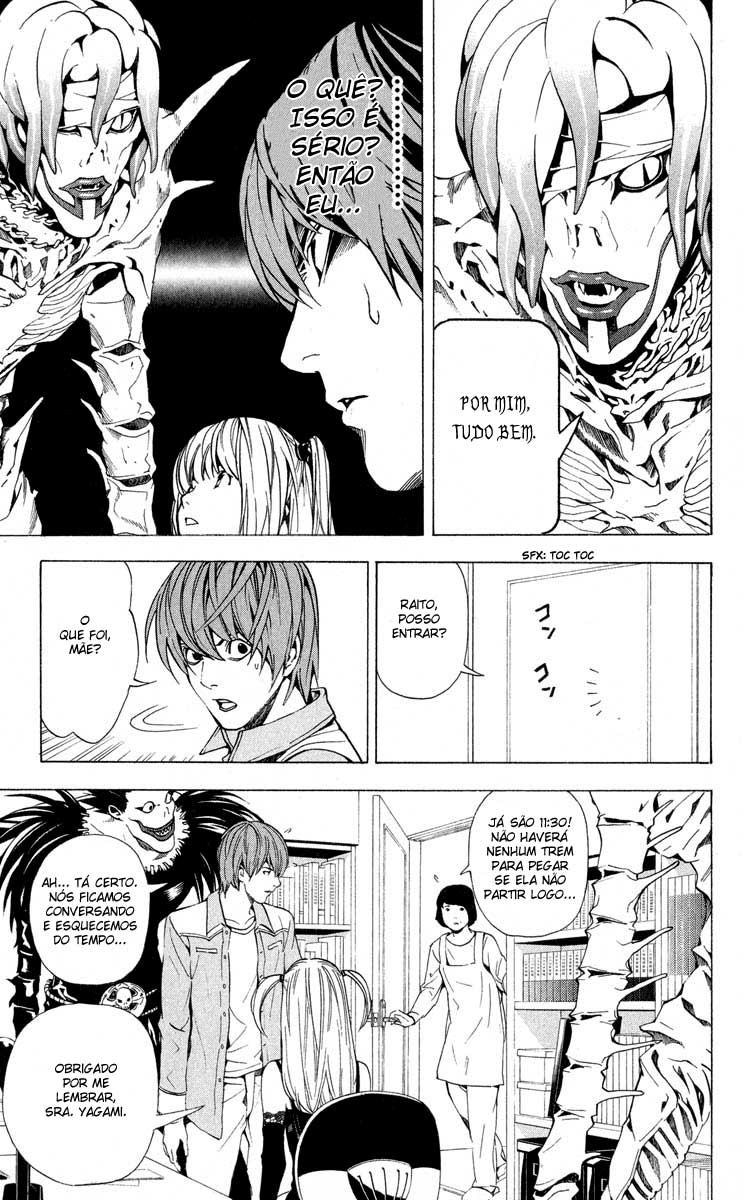 POR MIM,
TUDO BEM.
O QUÊ?
ISSO É
SÉRIO?
ENTÃO
EU...
SFX: TOC TOC
コン
コン
RAITO,
POSSO
ENTRAR?
O
QUE FOI,
MÃE?
JÁ SÃO 11:30!
NÃO HAVERÁ
NENHUM TREM
PARA PEGAR
SE ELA NÃO
PARTIR LOGO...
AH... TÁ CERTO.
NÓS FICAMOS
CONVERSANDO
E ESQUECEMOS
DO TEMPO...
OBRIGADO
POR ME
LEMBRAR,
SRA. YAGAMI.